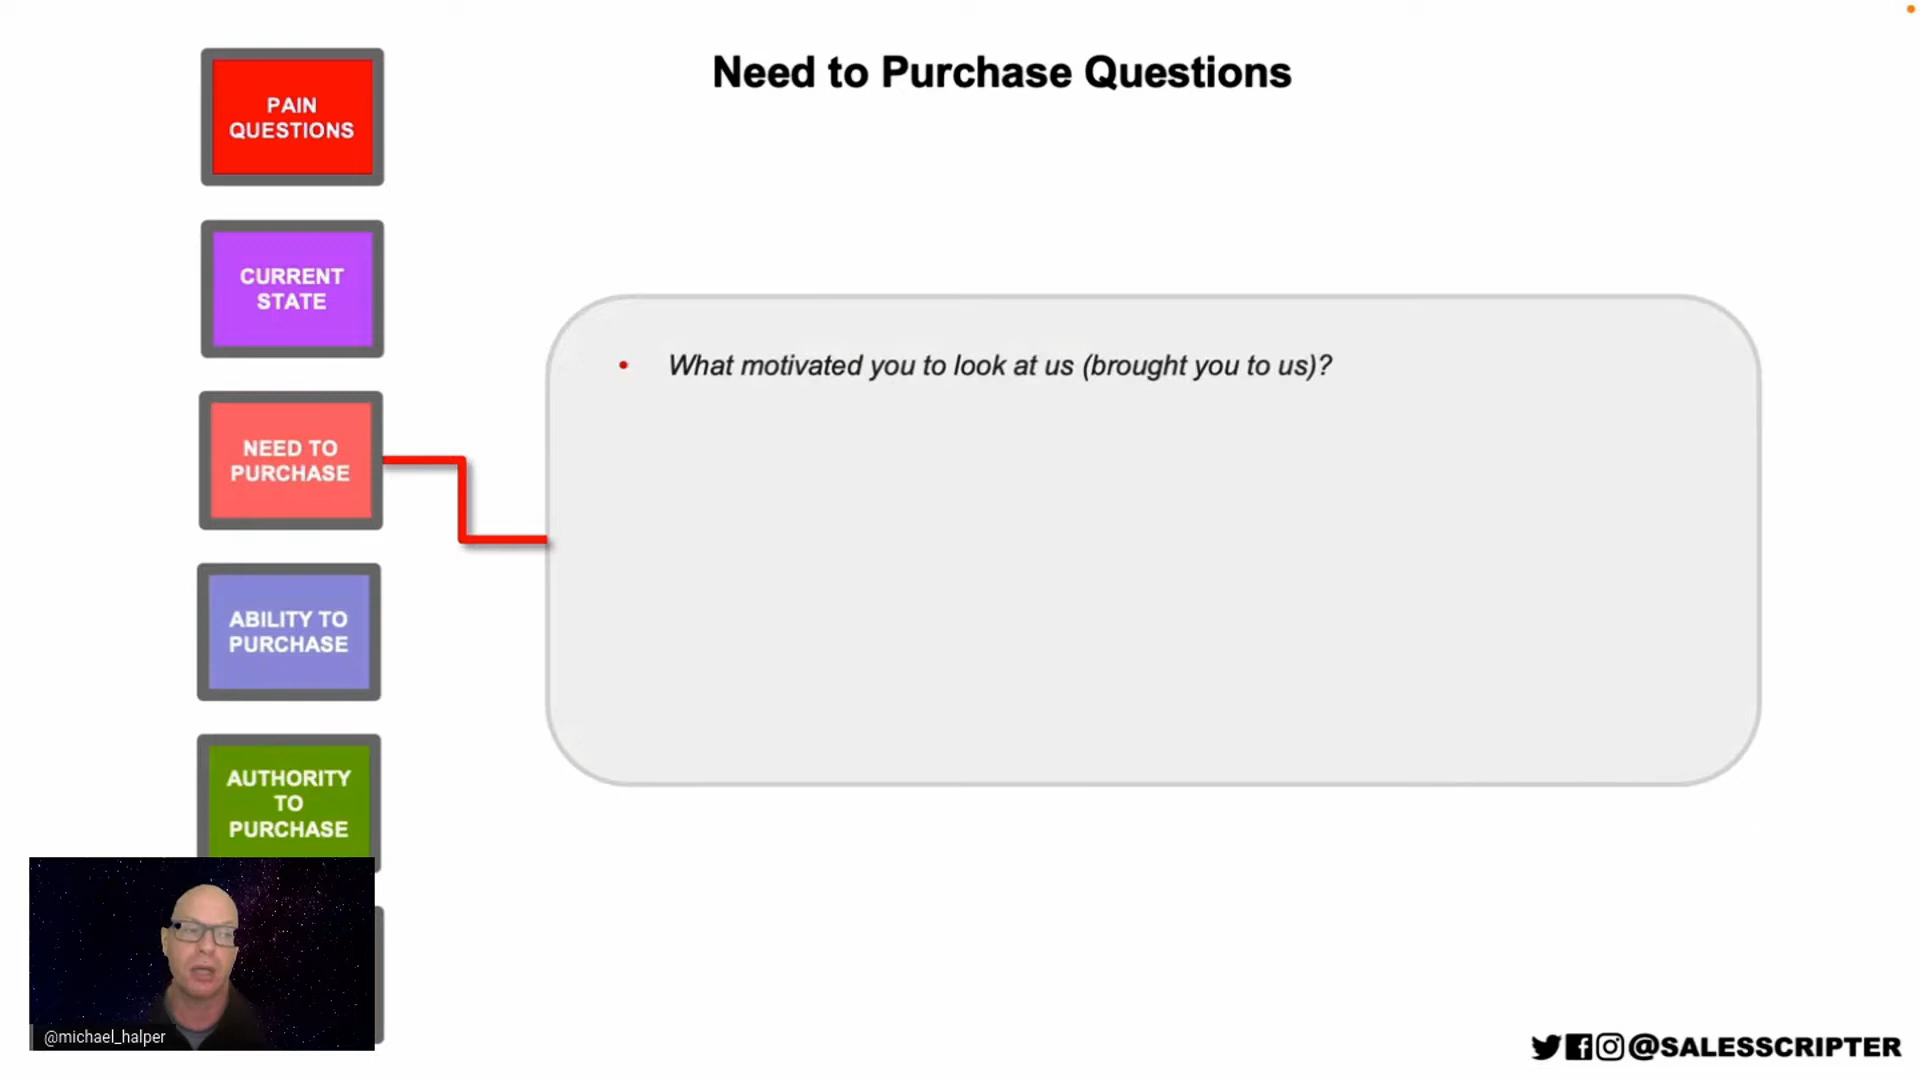 Need to Purchase Questions
PAIN
QUESTIONS
CURRENT
STATE
NEED TO
PURCHASE
ABILITY TO
PURCHASE
AUTHORITY
TO
PURCHASE
• What motivated you to look at us (brought you to us)?
@michael_halper
@SALESSCRIPTER